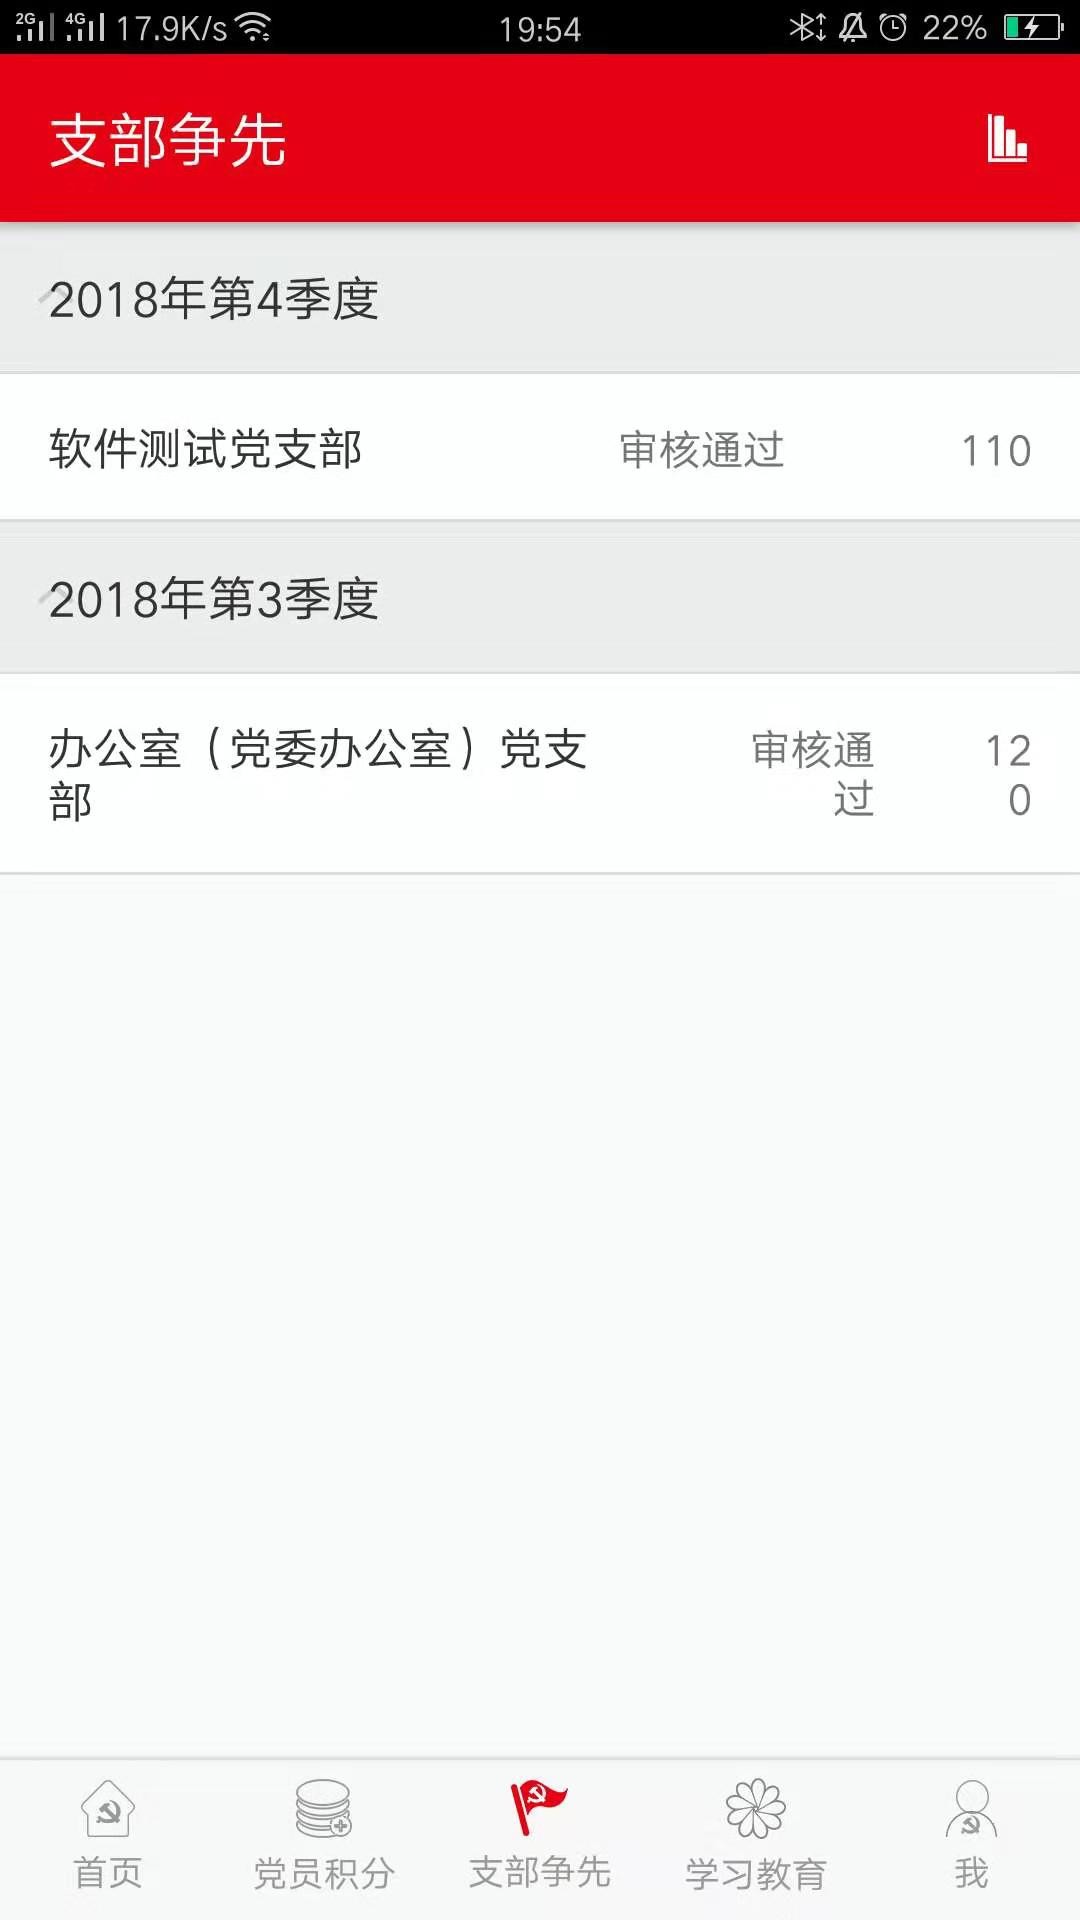 2G 4G 17.9K/s 19:54 22%
支部争先
2018年第4季度
软件测试党支部 审核通过 110
2018年第3季度
办公室（党委办公室）党支 审核通 12
部 过 0
首页 党员积分 支部争先 学习教育 我